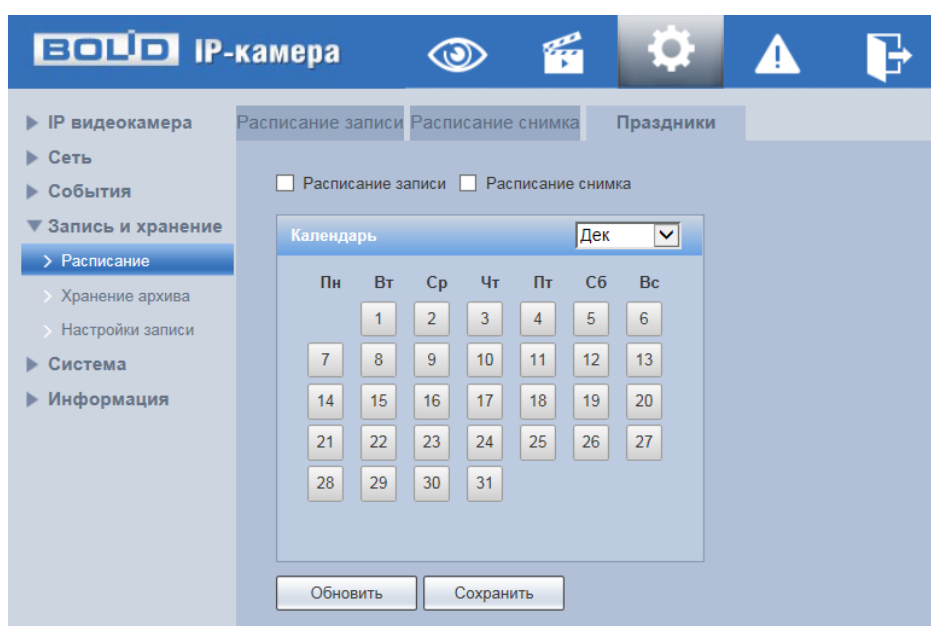 BOLID IP-камера
IP видеокамера
Сеть
События
Запись и хранение
Расписание
Хранение архива
Настройки записи
Система
Информация
Расписание записи Расписание снимка Праздники
Расписание записи Расписание снимка
Календарь Дек
Пн Вт Ср Чт Пт Сб Вс
1 2 3 4 5 6
7 8 9 10 11 12 13
14 15 16 17 18 19 20
21 22 23 24 25 26 27
28 29 30 31
Обновить Сохранить